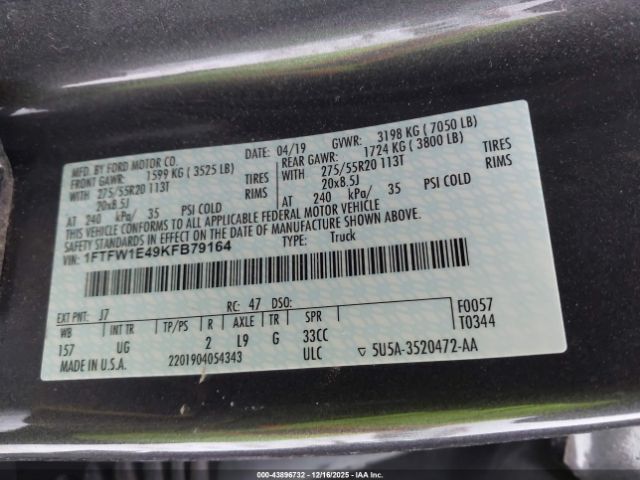 MFD. BY FORD MOTOR CO. DATE: 04/19 GVWR: 3198 KG ( 7050 LB)
FRONT GAWR: 1599 KG ( 3525 LB) REAR GAWR: 1724 KG ( 3800 LB)
WITH 275/55R20 113T TIRES WITH 275/55R20 113T TIRES
20x8.5J RIMS 20x8.5J RIMS
AT 240 kPa/ 35 PSI COLD AT 240 kPa/ 35 PSI COLD
THIS VEHICLE CONFORMS TO ALL APPLICABLE FEDERAL MOTOR VEHICLE
SAFETY STANDARDS IN EFFECT ON THE DATE OF MANUFACTURE SHOWN ABOVE.
VIN: 1FTFW1E49KFB79164 TYPE: Truck
EXT PNT: J7 RC: 47 DSO: F0057
WB INT TR TP/PS R AXLE TR SPR T0344
157 UG 2 L9 G 33CC
MADE IN U.S.A. 2201904054343 ULC ▽ 5U5A-3520472-AA
000-43896732 - 12/16/2025 - IAAI.COM